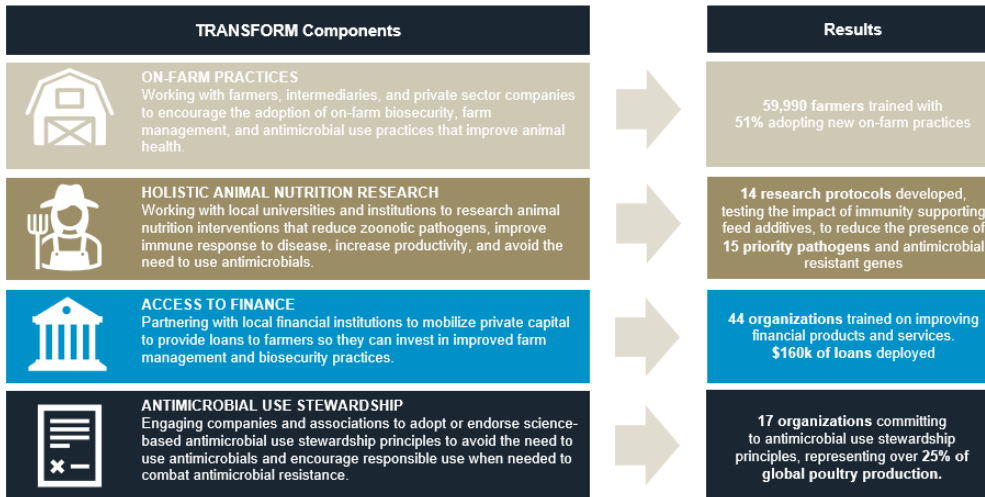 TRANSFORM Components
Results
ON-FARM PRACTICES
Working with farmers, intermediaries, and private sector companies
to encourage the adoption of on-farm biosecurity, farm
management, and antimicrobial use practices that improve animal
health.
59,990 farmers trained with
51% adopting new on-farm practices
HOLISTIC ANIMAL NUTRITION RESEARCH
Working with local universities and institutions to research animal
nutrition interventions that reduce zoonotic pathogens, improve
immune response to disease, increase productivity, and avoid the
need to use antimicrobials.
14 research protocols developed,
testing the impact of immunity supporting
feed additives, to reduce the presence of
15 priority pathogens and antimicrobial
resistant genes
ACCESS TO FINANCE
Partnering with local financial institutions to mobilize private capital
to provide loans to farmers so they can invest in improved farm
management and biosecurity practices.
44 organizations trained on improving
financial products and services.
$160k of loans deployed
ANTIMICROBIAL USE STEWARDSHIP
Engaging companies and associations to adopt or endorse science-
based antimicrobial use stewardship principles to avoid the need to
use antimicrobials and encourage responsible use when needed to
combat antimicrobial resistance.
17 organizations committing
to antimicrobial use stewardship
principles, representing over 25% of
global poultry production.